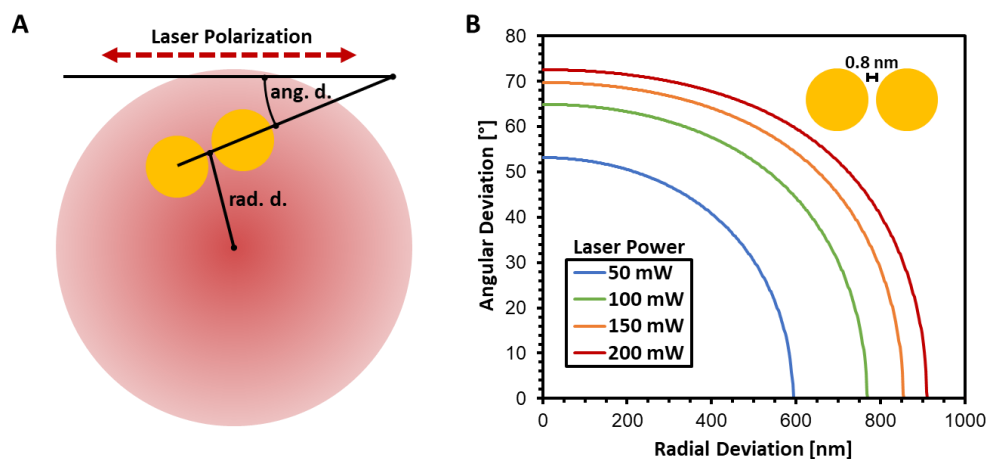 A
Laser Polarization
ang. d.
rad. d.
B
Angular Deviation [°]
80
70
60
50
40
30
20
10
0
0.8 nm
Laser Power
50 mW
100 mW
150 mW
200 mW
0 200 400 600 800 1000
Radial Deviation [nm]